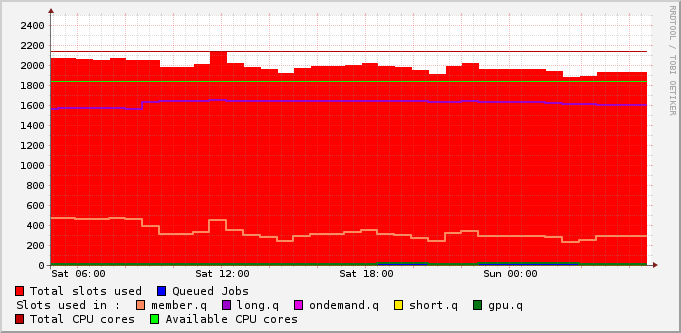 RRDTOOL / TOBI OETIKER
2400
2200
2000
1800
1600
1400
1200
1000
800
600
400
200
0
Sat 06:00 Sat 12:00 Sat 18:00 Sun 00:00
Total slots used Queued Jobs
Slots used in : member.q long.q ondemand.q short.q gpu.q
Total CPU cores Available CPU cores